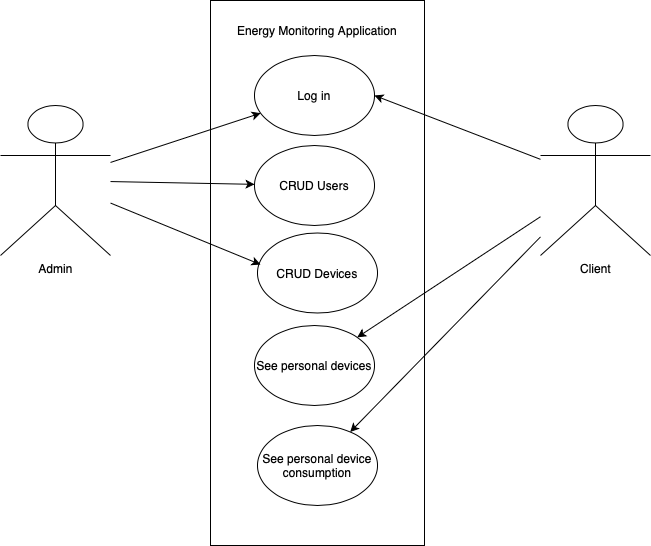 Energy Monitoring Application
Log in
CRUD Users
CRUD Devices
Admin
Client
See personal devices
See personal device
consumption